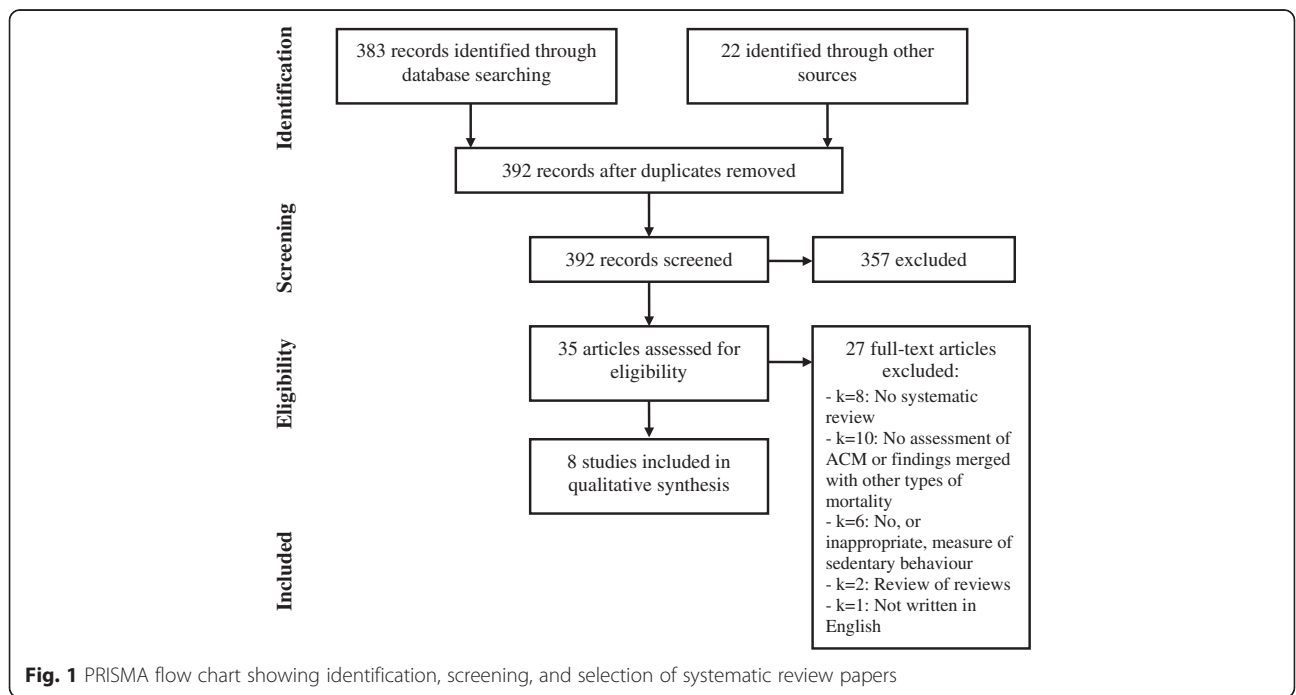 Identification
383 records identified through
database searching
22 identified through other
sources
392 records after duplicates removed
Screening
392 records screened
357 excluded
Eligibility
35 articles assessed for
eligibility
27 full-text articles
excluded:
- k=8: No systematic
review
- k=10: No assessment of
ACM or findings merged
with other types of
mortality
- k=6: No, or
inappropriate, measure of
sedentary behaviour
- k=2: Review of reviews
- k=1: Not written in
English
Included
8 studies included in
qualitative synthesis
Fig. 1 PRISMA flow chart showing identification, screening, and selection of systematic review papers